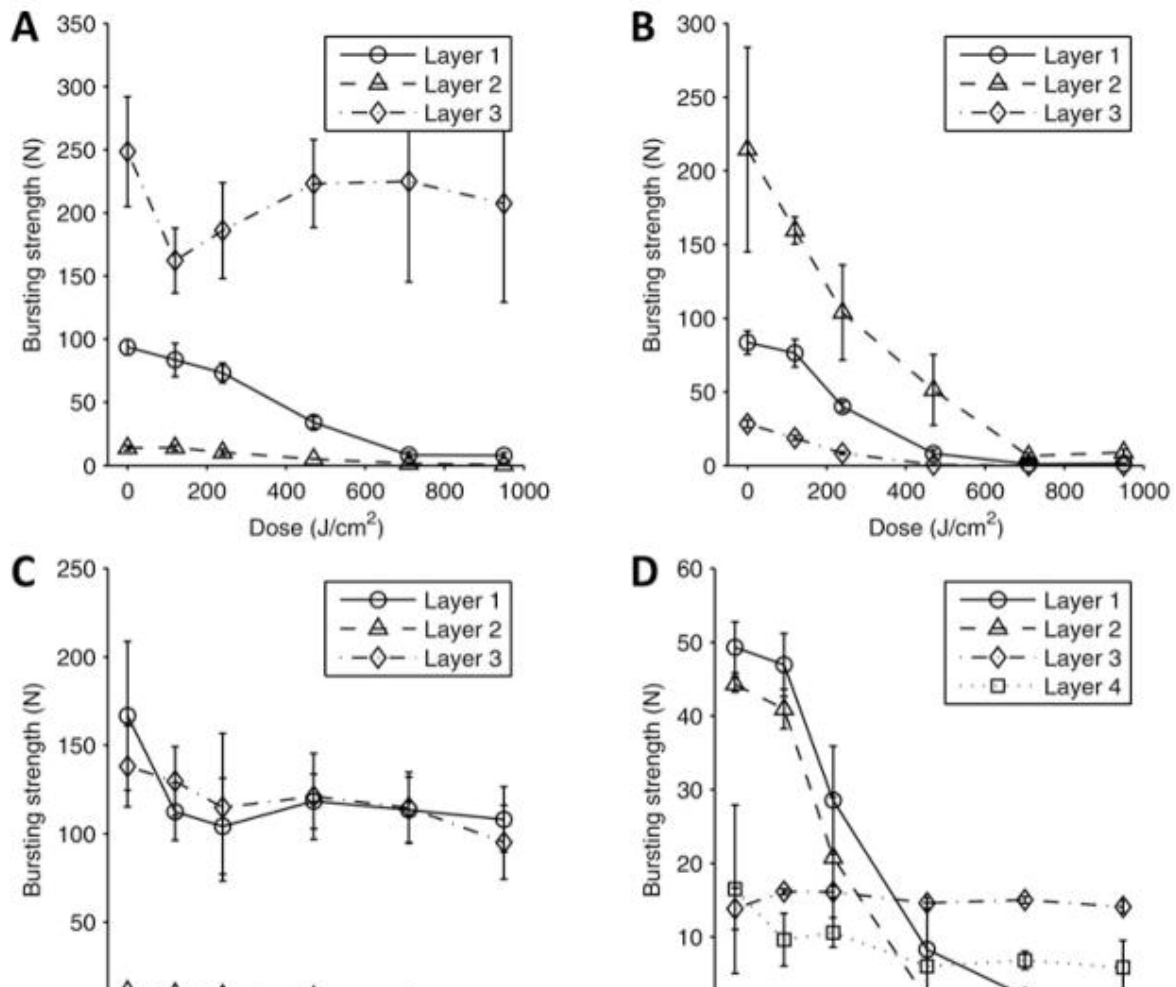 A
Bursting strength (N)
350
300
250
200
150
100
50
0
0 200 400 600 800 1000
Dose (J/cm²)
Layer 1
Layer 2
Layer 3
B
Bursting strength (N)
300
250
200
150
100
50
0
0 200 400 600 800 1000
Dose (J/cm²)
Layer 1
Layer 2
Layer 3
C
Bursting strength (N)
250
200
150
100
50
Layer 1
Layer 2
Layer 3
D
Bursting strength (N)
60
50
40
30
20
10
Layer 1
Layer 2
Layer 3
Layer 4